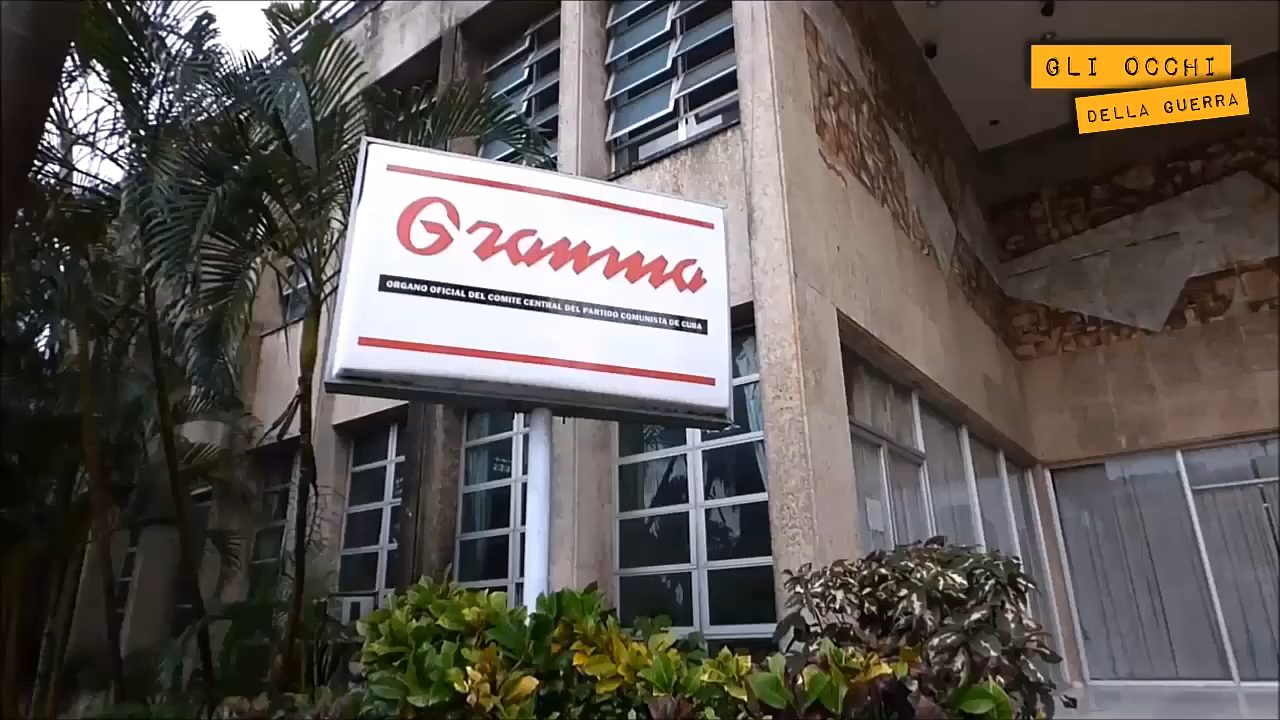 GLI OCCHI
DELLA GUERRA
Granma
ORGANO OFICIAL DEL COMITE CENTRAL DEL PARTIDO COMUNISTA DE CUBA